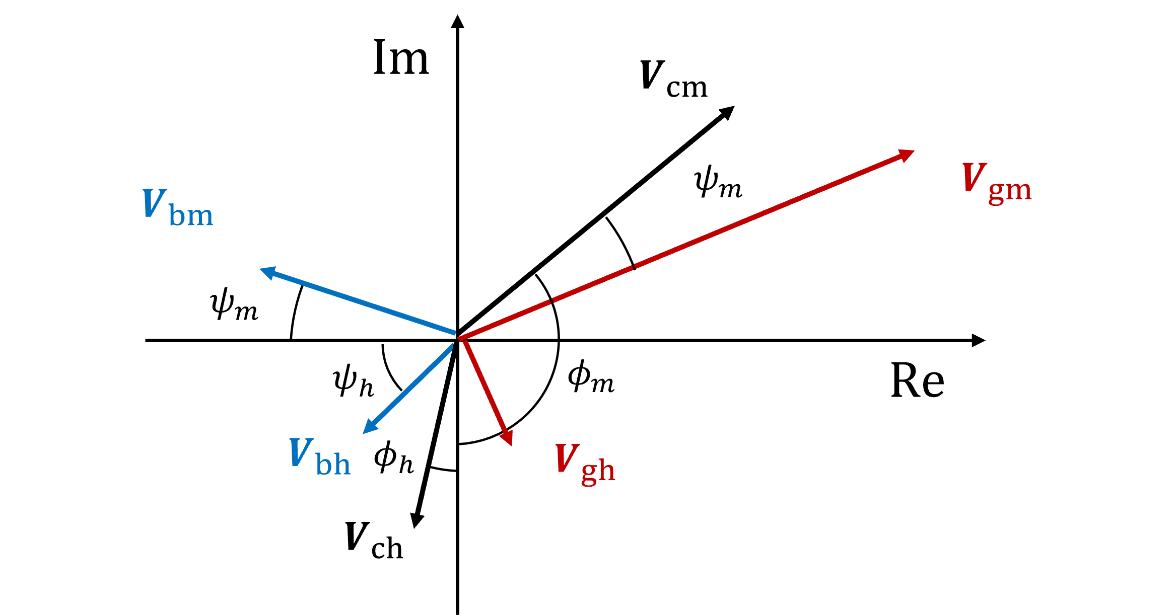 Im
V_cm
ψ_m
V_gm
V_bm
ψ_m
ψ_h
ϕ_m
Re
V_bh
ϕ_h
V_gh
V_ch